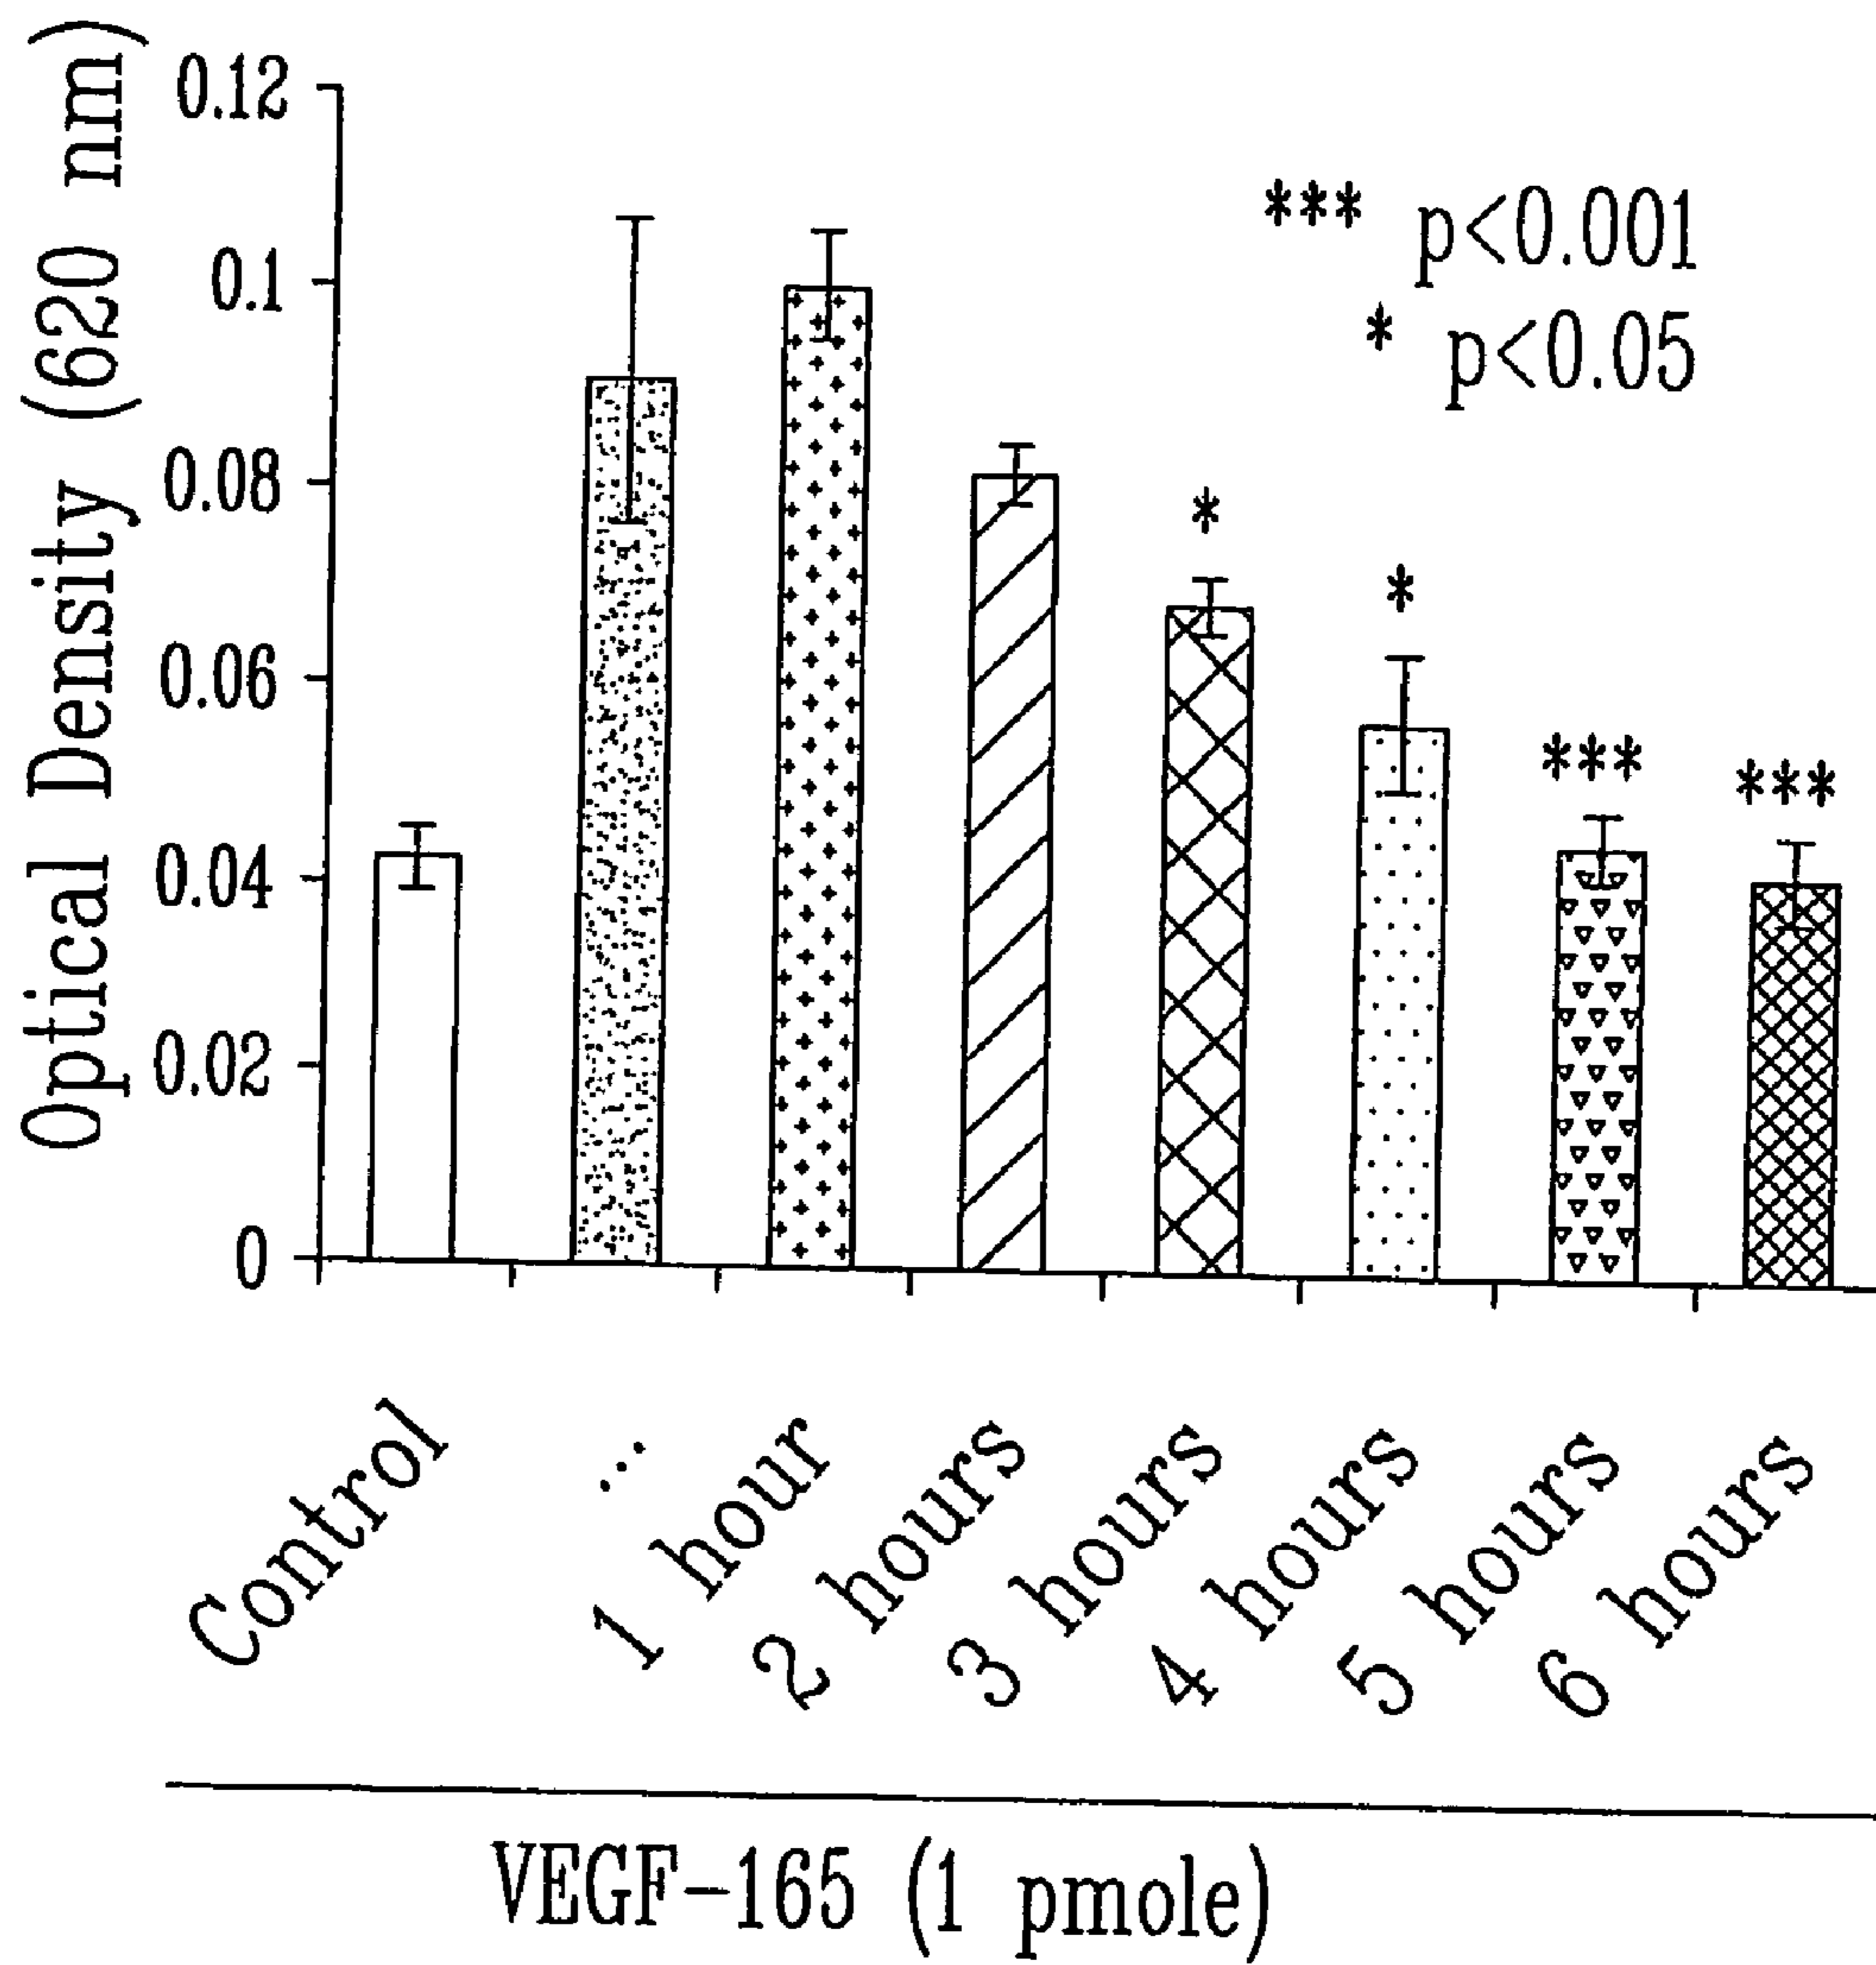 Optical Density (620 nm)
0.12
0.1
0.08
0.06
0.04
0.02
0
*** p<0.001
* p<0.05
*
*
***
***
Control
...
1 hour
2 hours
3 hours
4 hours
5 hours
6 hours
VEGF-165 (1 pmole)